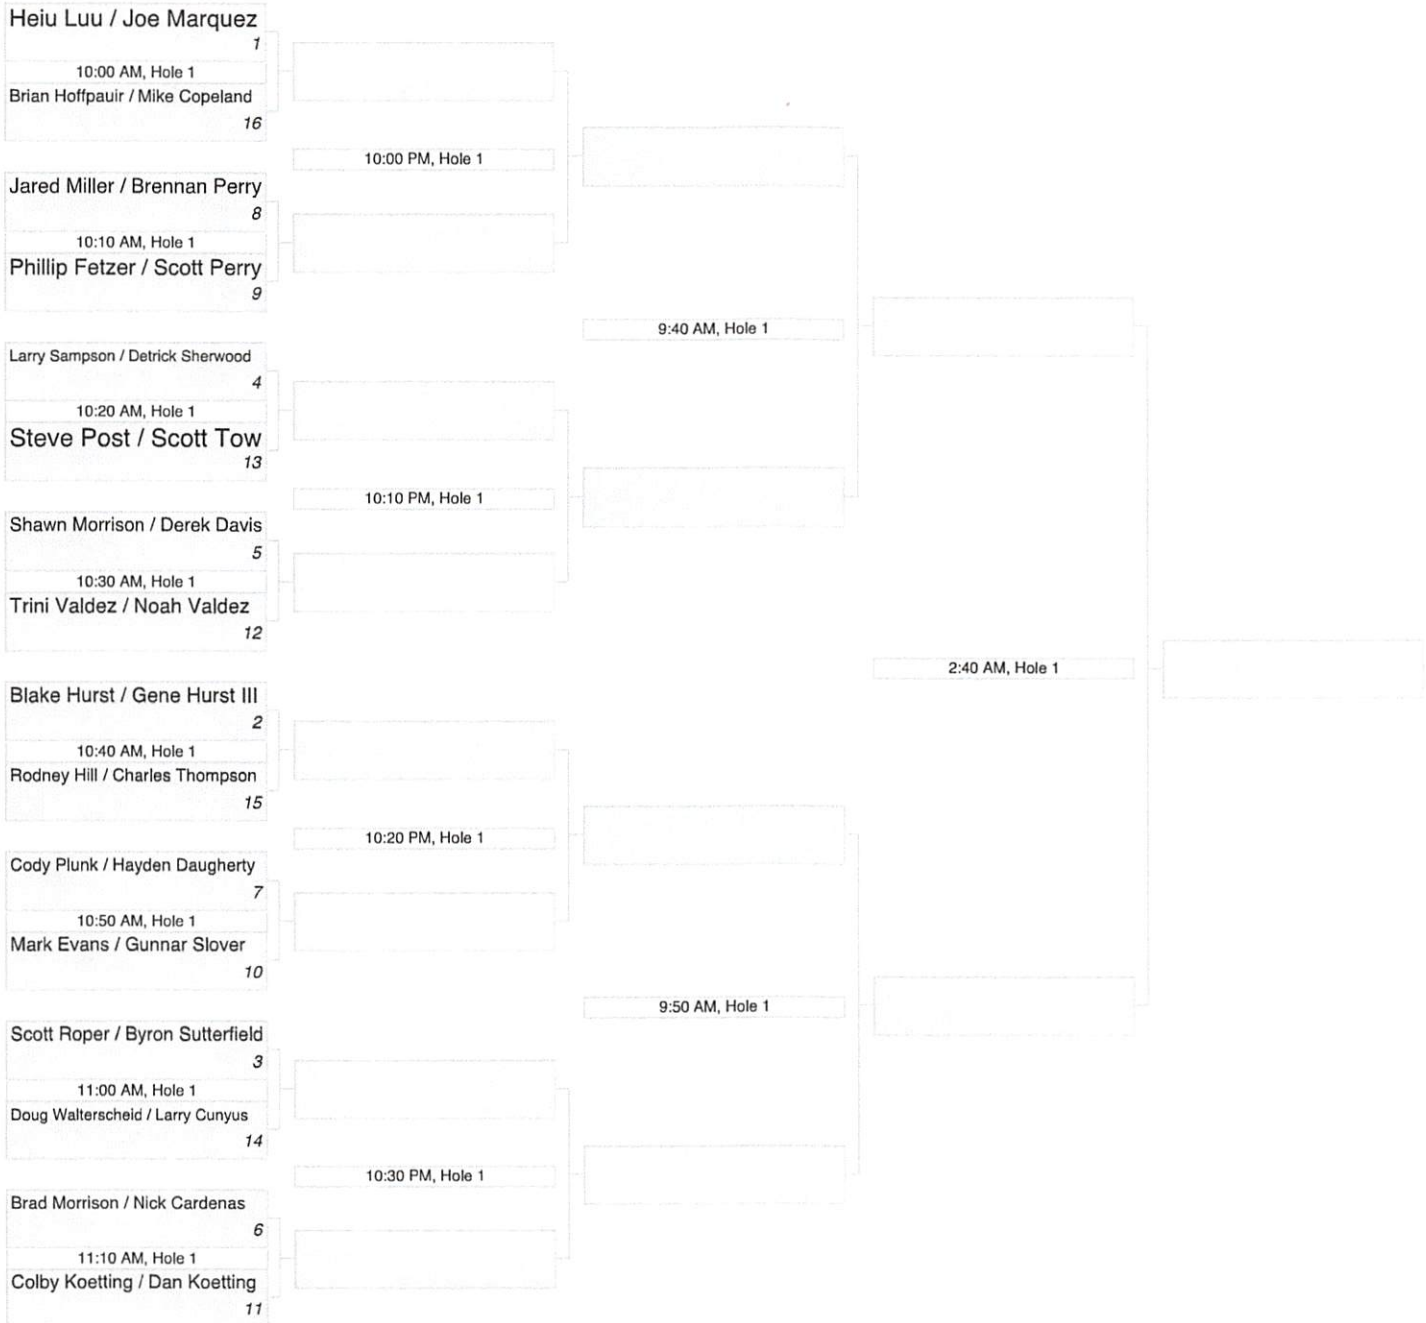 Heiu Luu / Joe Marquez
1
10:00 AM, Hole 1
Brian Hoffpauir / Mike Copeland
16
Jared Miller / Brennan Perry
8
10:10 AM, Hole 1
Phillip Fetzer / Scott Perry
9
Larry Sampson / Detrick Sherwood
4
10:20 AM, Hole 1
Steve Post / Scott Tow
13
Shawn Morrison / Derek Davis
5
10:30 AM, Hole 1
Trini Valdez / Noah Valdez
12
Blake Hurst / Gene Hurst III
2
10:40 AM, Hole 1
Rodney Hill / Charles Thompson
15
Cody Plunk / Hayden Daugherty
7
10:50 AM, Hole 1
Mark Evans / Gunnar Slover
10
Scott Roper / Byron Sutterfield
3
11:00 AM, Hole 1
Doug Walterscheid / Larry Cunyus
14
Brad Morrison / Nick Cardenas
6
11:10 AM, Hole 1
Colby Koetting / Dan Koetting
11
10:00 PM, Hole 1
10:10 PM, Hole 1
10:20 PM, Hole 1
10:30 PM, Hole 1
9:40 AM, Hole 1
9:50 AM, Hole 1
2:40 AM, Hole 1